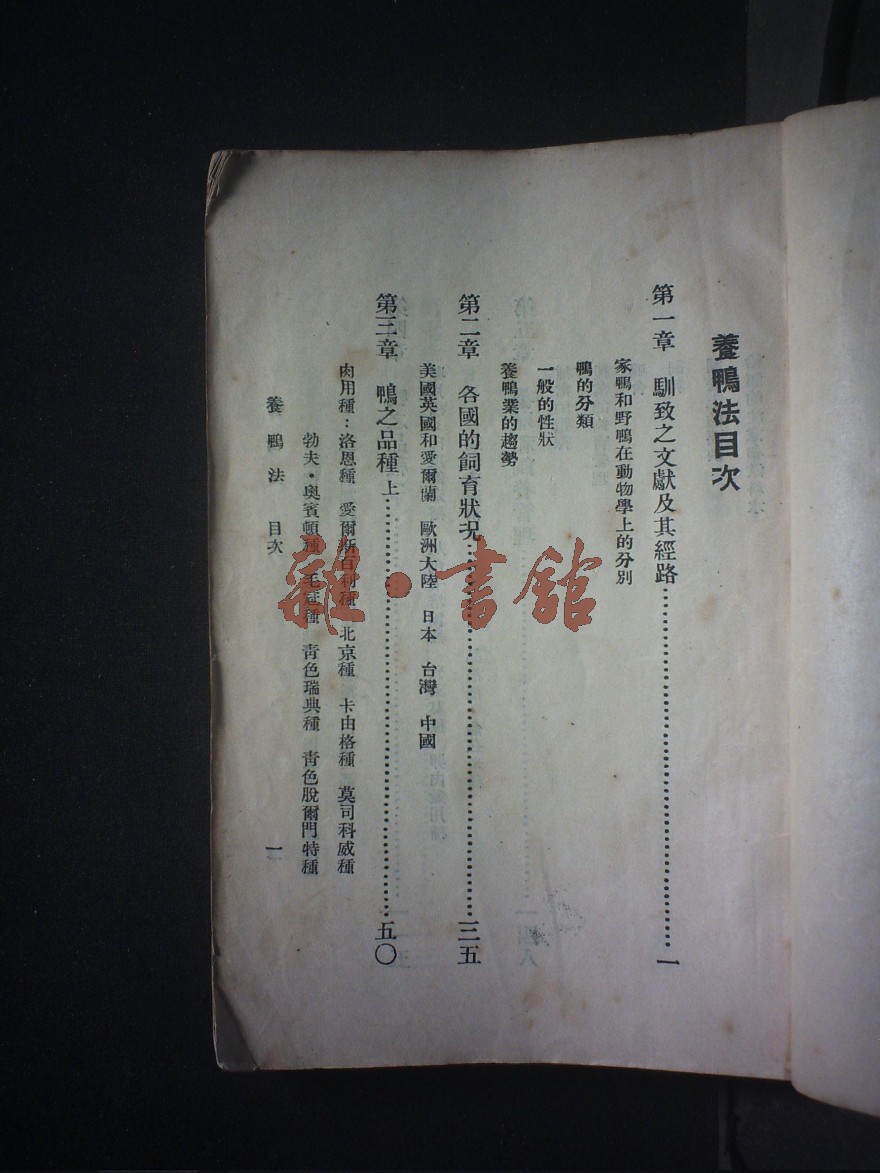 養鴨法目次
第一章　馴致之文獻及其經路……………………一
家鴨和野鴨在動物學上的分別
鴨的分類
一般的性狀
養鴨業的趨勢
第二章　各國的飼育狀況……………………三五
美國英國和愛爾蘭　歐洲大陸　日本　台灣　中國
第三章　鴨之品種上……………………五〇
肉用種：洛恩種　愛爾斯百利種　北京種　卡由格種　莫司科威種
勃夫・奧賓頓種　毛冠種　青色瑞典種　青色脫爾門特種
養鴨法　目次　一
雜・書館